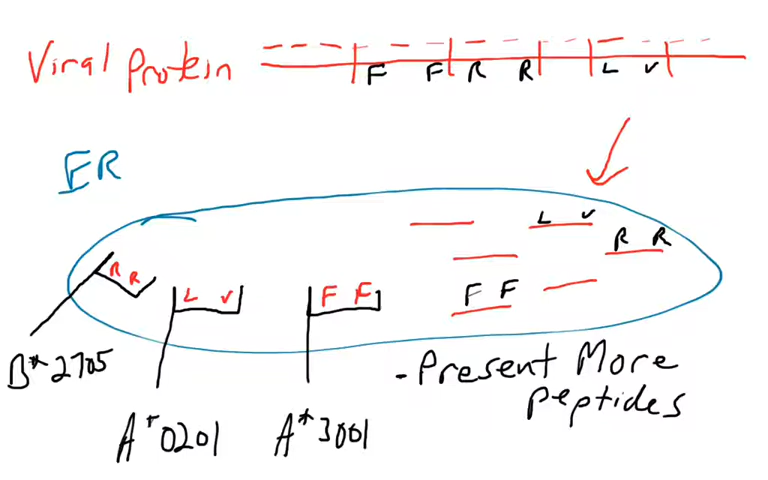 Viral Protein
F F R R L V
ER
L V
R R
R R
L V
F F
F F
B*2705
A*0201
A*3001
- Present More
Peptides